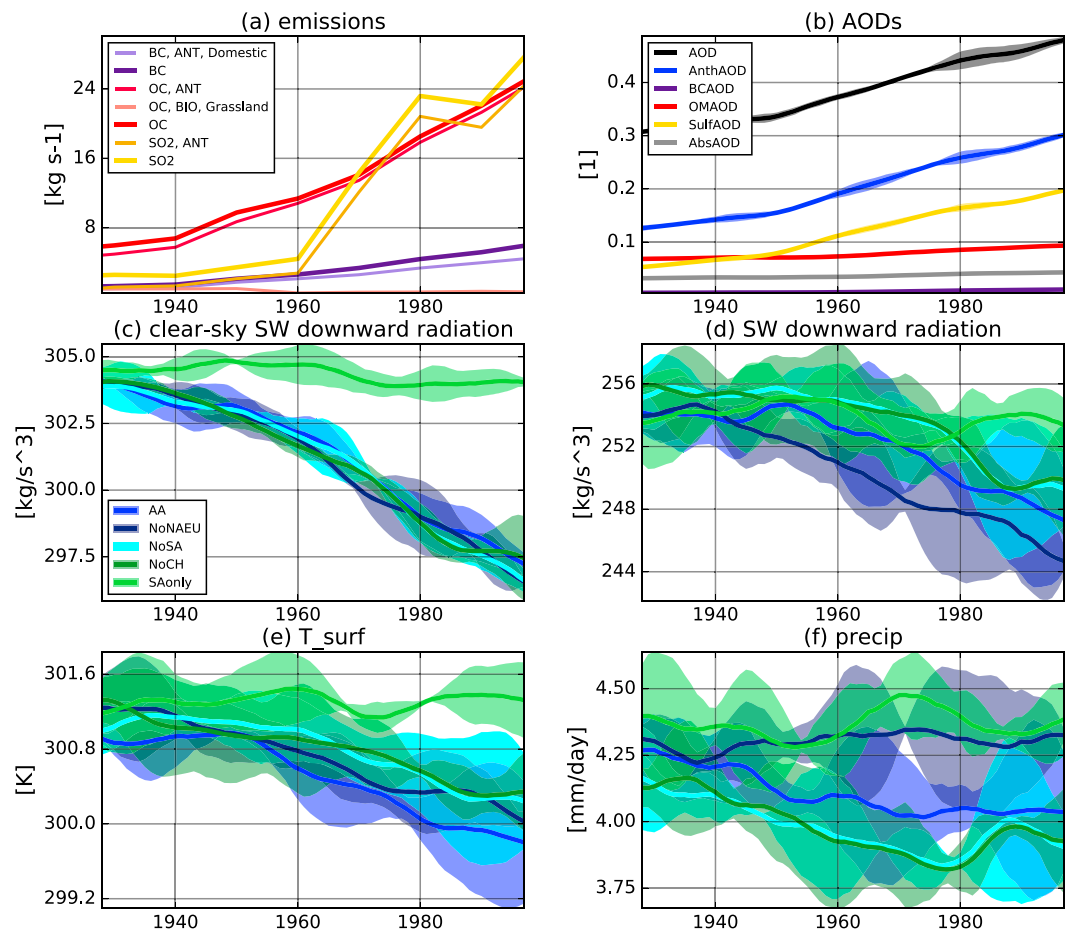 (a) emissions
[kg s-1]
24
16
8
BC, ANT, Domestic
BC
OC, ANT
OC, BIO, Grassland
OC
SO2, ANT
SO2
1940 1960 1980
(b) AODs
[1]
0.4
0.3
0.2
0.1
AOD
AnthAOD
BCAOD
OMAOD
SulfAOD
AbsAOD
1940 1960 1980
(c) clear-sky SW downward radiation
[kg/s^3]
305.0
302.5
300.0
297.5
AA
NoNAEU
NoSA
NoCH
SAonly
1940 1960 1980
(d) SW downward radiation
[kg/s^3]
256
252
248
244
1940 1960 1980
(e) T_surf
[K]
301.6
300.8
300.0
299.2
1940 1960 1980
(f) precip
[mm/day]
4.50
4.25
4.00
3.75
1940 1960 1980